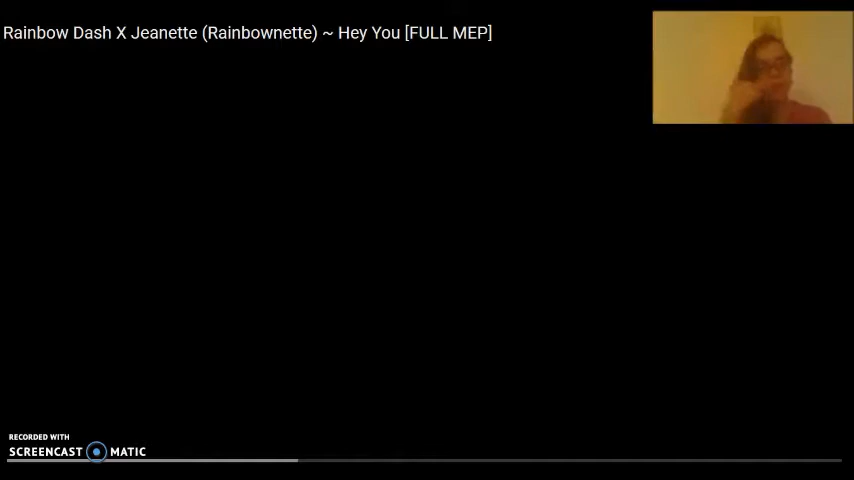 Rainbow Dash X Jeanette (Rainbownette) ~ Hey You [FULL MEP]
RECORDED WITH
SCREENCAST MATIC